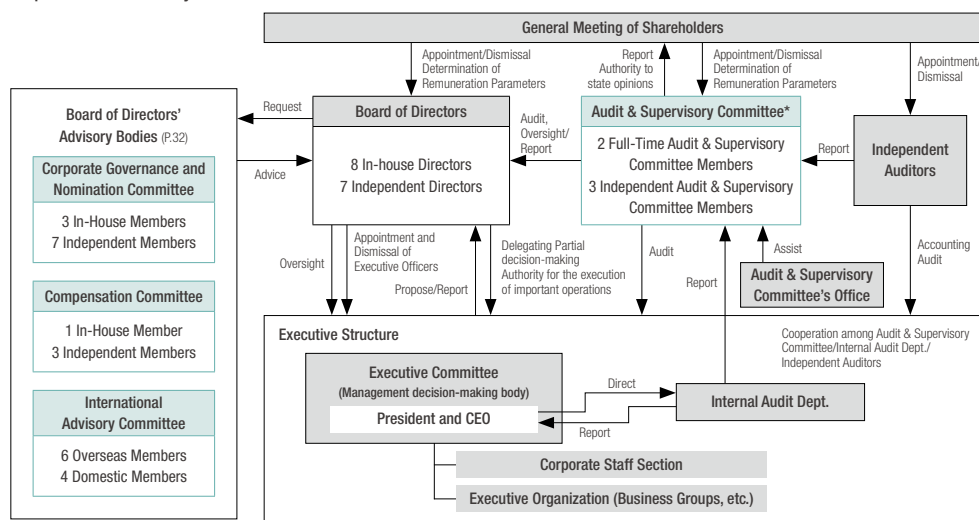 General Meeting of Shareholders
Appointment/Dismissal
Determination of
Remuneration Parameters
Report
Authority to
state opinions
Appointment/Dismissal
Determination of
Remuneration Parameters
Appointment/
Dismissal
Board of Directors'
Advisory Bodies (P.32)
Request
Advice
Corporate Governance and
Nomination Committee
3 In-House Members
7 Independent Members
Compensation Committee
1 In-House Member
3 Independent Members
International
Advisory Committee
6 Overseas Members
4 Domestic Members
Board of Directors
8 In-house Directors
7 Independent Directors
Audit,
Oversight/
Report
Audit & Supervisory Committee*
2 Full-Time Audit & Supervisory
Committee Members
3 Independent Audit & Supervisory
Committee Members
Report
Independent
Auditors
Oversight
Appointment and
Dismissal of
Executive Officers
Propose/Report
Delegating Partial
decision-making
Authority for the execution
of important operations
Audit
Report
Assist
Audit & Supervisory
Committee's Office
Accounting
Audit
Executive Structure
Cooperation among Audit & Supervisory
Committee/Internal Audit Dept./
Independent Auditors
Executive Committee
(Management decision-making body)
President and CEO
Direct
Report
Internal Audit Dept.
Corporate Staff Section
Executive Organization (Business Groups, etc.)